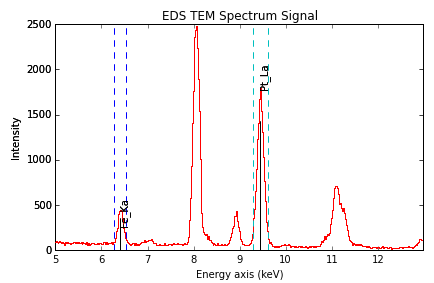 EDS TEM Spectrum Signal
2500
2000
1500
1000
500
0
Intensity
Pt_La
Fe_Ka
5 6 7 8 9 10 11 12
Energy axis (keV)